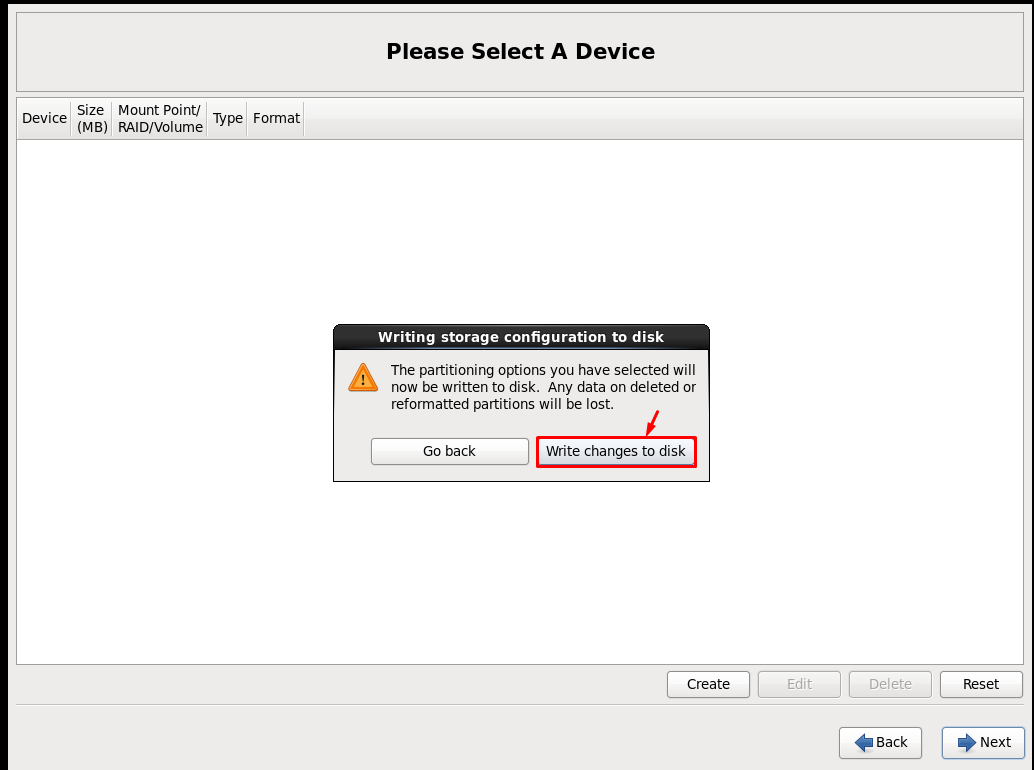 Please Select A Device
Device
Size
(MB)
Mount Point/
RAID/Volume
Type
Format
Writing storage configuration to disk
The partitioning options you have selected will
now be written to disk.  Any data on deleted or
reformatted partitions will be lost.
Go back
Write changes to disk
Create
Edit
Delete
Reset
Back
Next